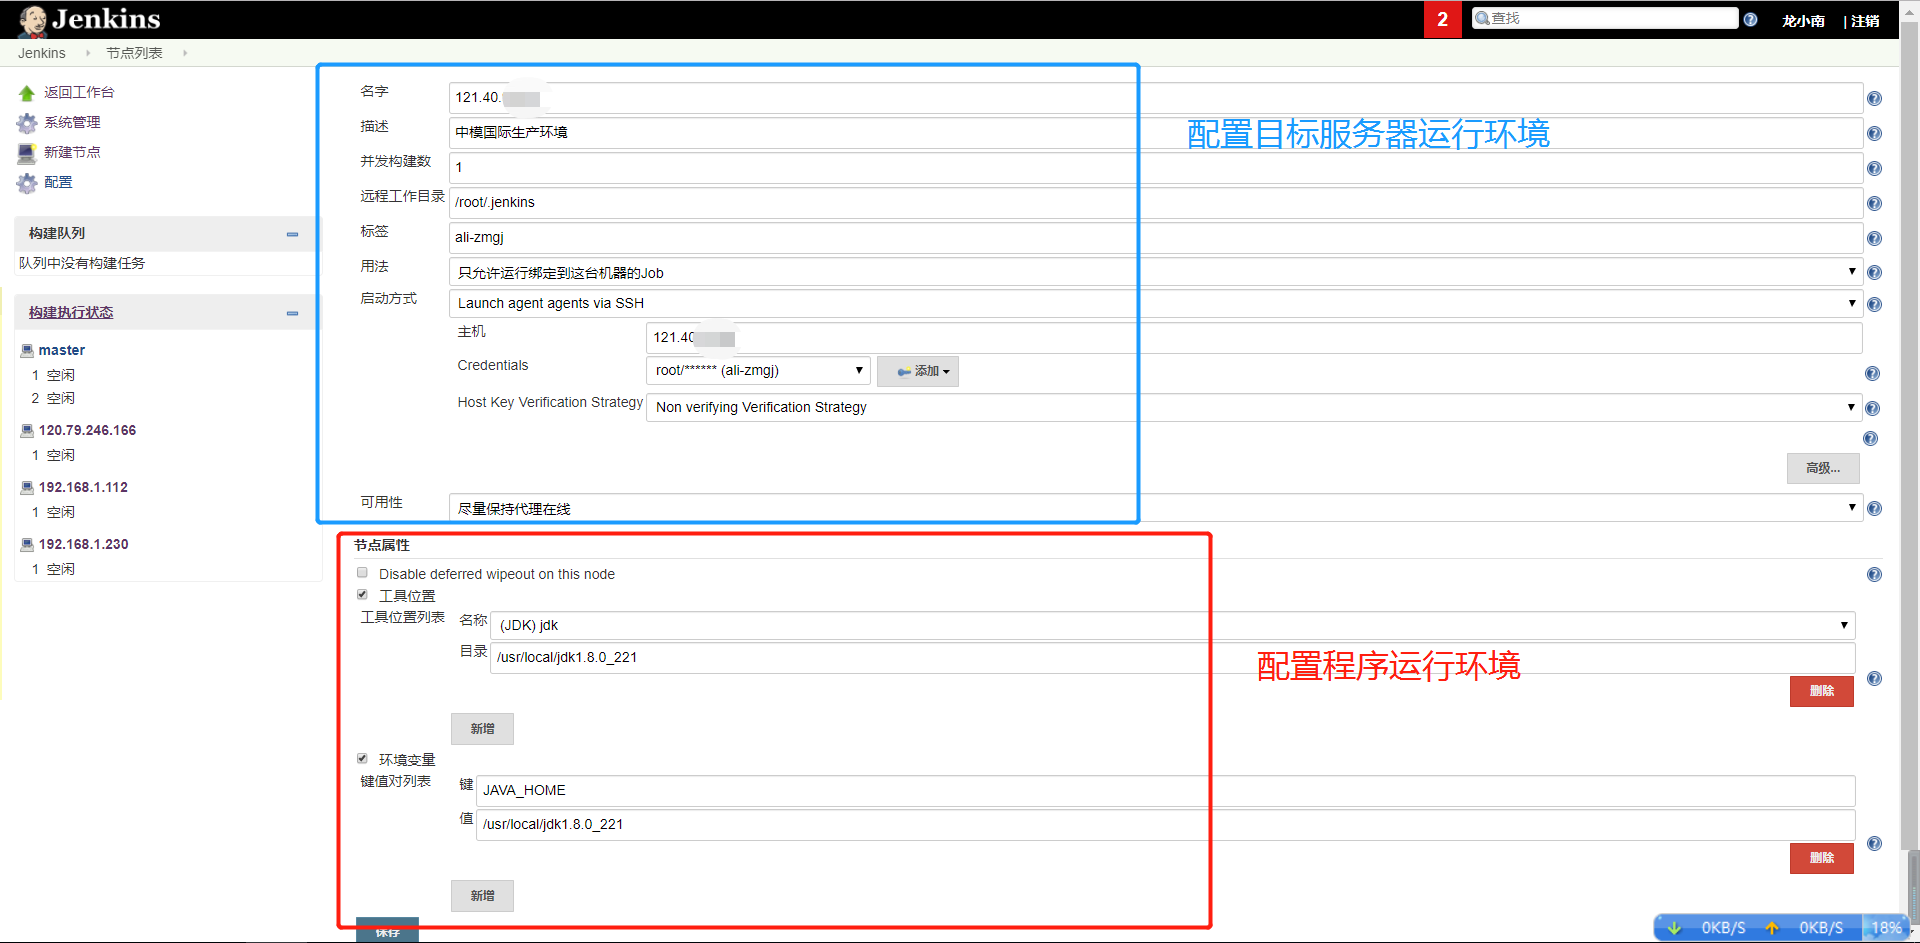 Jenkins
2
查找
龙小南
| 注销
Jenkins
节点列表
返回工作台
系统管理
新建节点
配置
构建队列
队列中没有构建任务
构建执行状态
master
1 空闲
2 空闲
120.79.246.166
1 空闲
192.168.1.112
1 空闲
192.168.1.230
1 空闲
名字
121.40.
描述
中模国际生产环境
并发构建数
1
远程工作目录
/root/.jenkins
标签
ali-zmgj
用法
只允许运行绑定到这台机器的Job
启动方式
Launch agent agents via SSH
主机
121.40
Credentials
root/****** (ali-zmgj)
添加
Host Key Verification Strategy
Non verifying Verification Strategy
高级...
可用性
尽量保持代理在线
配置目标服务器运行环境
节点属性
Disable deferred wipeout on this node
工具位置
工具位置列表
名称
(JDK) jdk
目录
/usr/local/jdk1.8.0_221
删除
新增
配置程序运行环境
环境变量
键值对列表
键
JAVA_HOME
值
/usr/local/jdk1.8.0_221
删除
新增
保存
0KB/S
0KB/S
18%